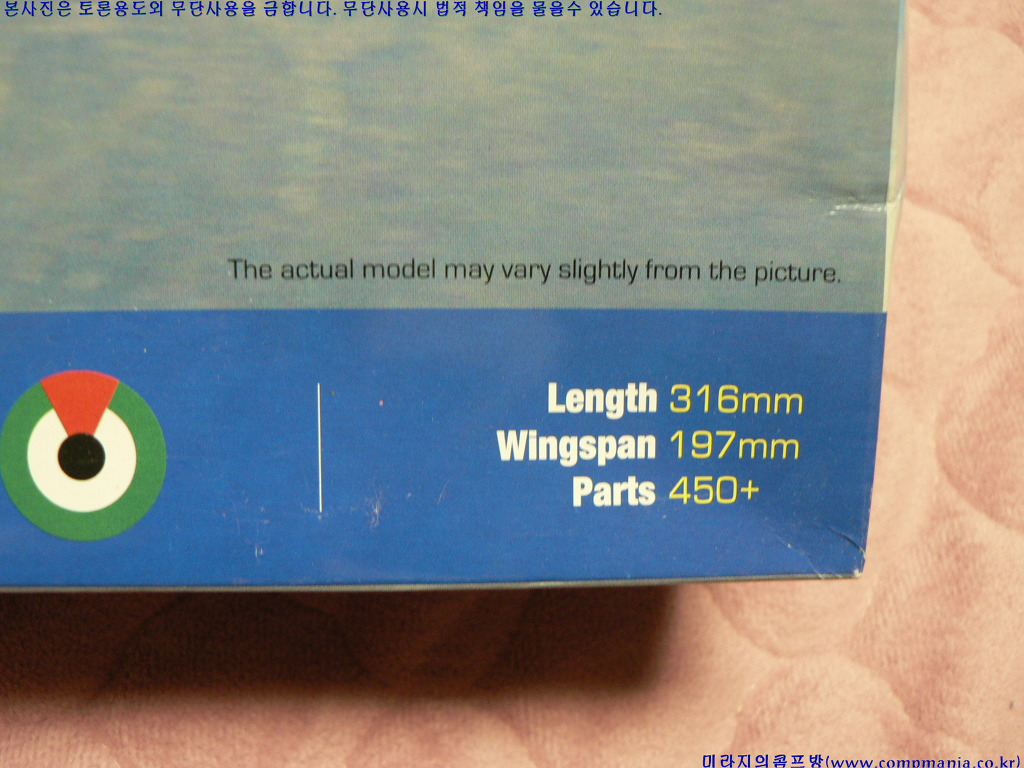 본사진은 토론용도외 무단사용을 금합니다. 무단사용시 법적 책임을 물을수 있습니다.
The actual model may vary slightly from the picture.
Length 316mm
Wingspan 197mm
Parts 450+
미라지의콤프방(www.compmania.co.kr)